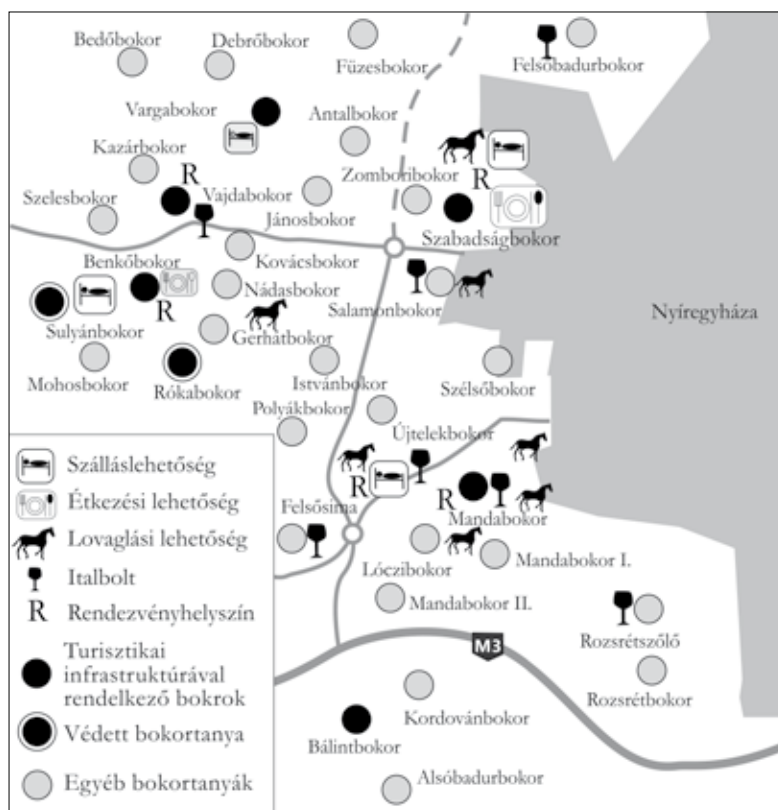 Bedőbokor
Debrőbokor
Füzesbokor
Felsőbadurbokor
Vargabokor
Antalbokor
Kazárbokor
R
Vajdabokor
Zomboribokor
R
Szelesbokor
Jánosbokor
Szabadságbokor
Benkőbokor
Kovácsbokor
R
Nádasbokor
Salamonbokor
Nyíregyháza
Sulyánbokor
Gerhátbokor
Mohosbokor
Rókabokor
Istvánbokor
Szélsőbokor
Polyákbokor
Újtelekbokor
R
R
Mandabokor
Felsősima
Lóczibokor
Mandabokor I.
Mandabokor II.
Rozsrétszőlő
M3
Rozsrétbokor
Kordovánbokor
Bálintbokor
Alsóbadurbokor
Szálláslehetőség
Étkezési lehetőség
Lovaglási lehetőség
Italbolt
R Rendezvényhelyszín
Turisztikai
infrastruktúrával
rendelkező bokrok
Védett bokortanya
Egyéb bokortanyák